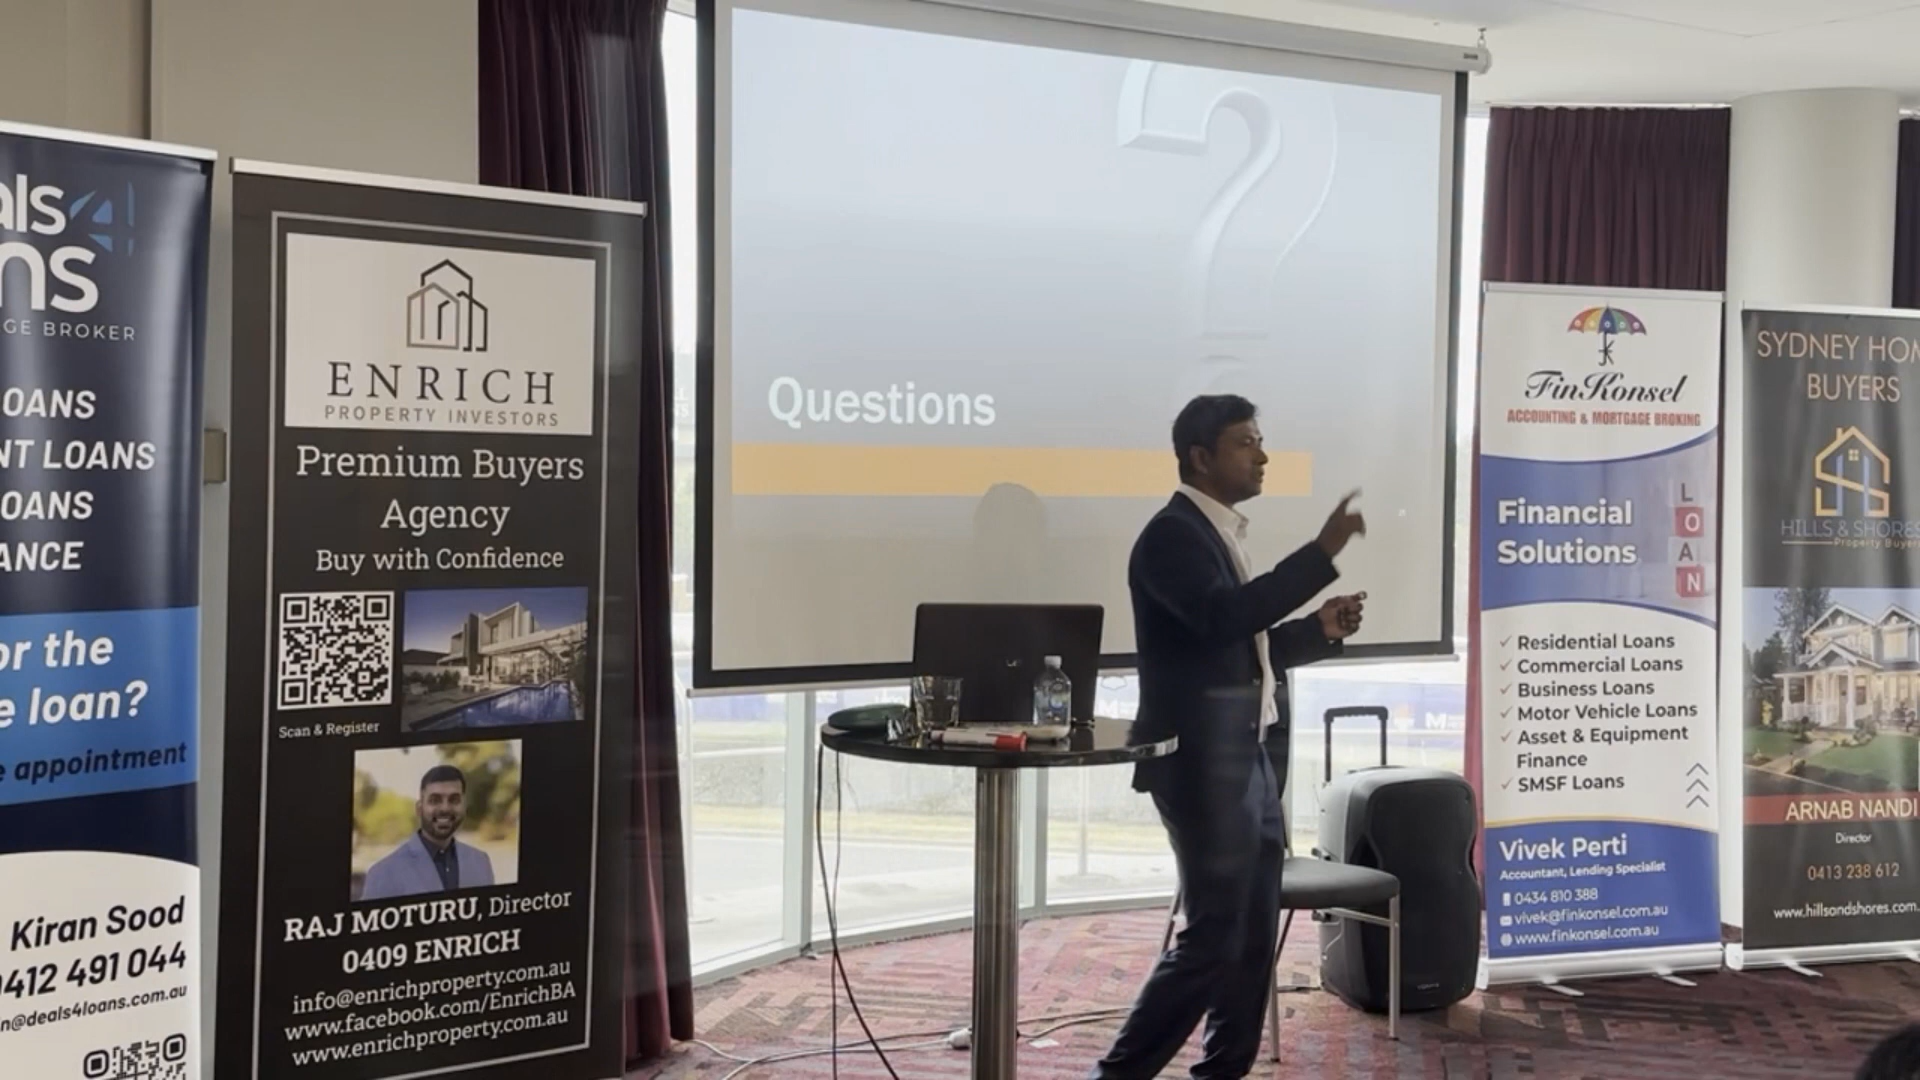 als4
ns
GE BROKER
OANS
NT LOANS
OANS
ANCE
or the
e loan?
e appointment
Kiran Sood
0412 491 044
n@deals4loans.com.au
ENRICH
PROPERTY INVESTORS
Premium Buyers
Agency
Buy with Confidence
Scan & Register
RAJ MOTURU, Director
0409 ENRICH
info@enrichproperty.com.au
www.facebook.com/EnrichBA
www.enrichproperty.com.au
?
Questions
FinKonsel
ACCOUNTING & MORTGAGE BROKING
Financial
Solutions
LOAN
✓ Residential Loans
✓ Commercial Loans
✓ Business Loans
✓ Motor Vehicle Loans
✓ Asset & Equipment
Finance
✓ SMSF Loans
Vivek Perti
Accountant, Lending Specialist
0434 810 388
vivek@finkonsel.com.au
www.finkonsel.com.au
SYDNEY HOM
BUYERS
HILLS & SHORES
Property Buyers
ARNAB NANDI
Director
0413 238 612
www.hillsandshores.com.